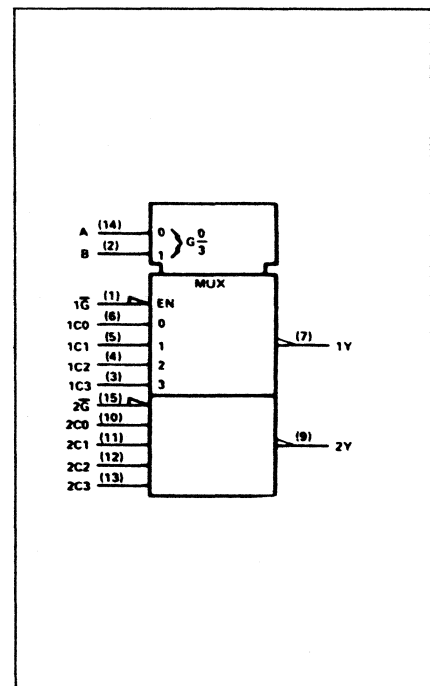 A (14) 0
B (2) 1
G 0/3
MUX
1G̅ (1) EN
1C0 (6) 0
1C1 (5) 1
1C2 (4) 2
1C3 (3) 3
(7) 1Y
2G̅ (15)
2C0 (10)
2C1 (11)
2C2 (12)
2C3 (13)
(9) 2Y